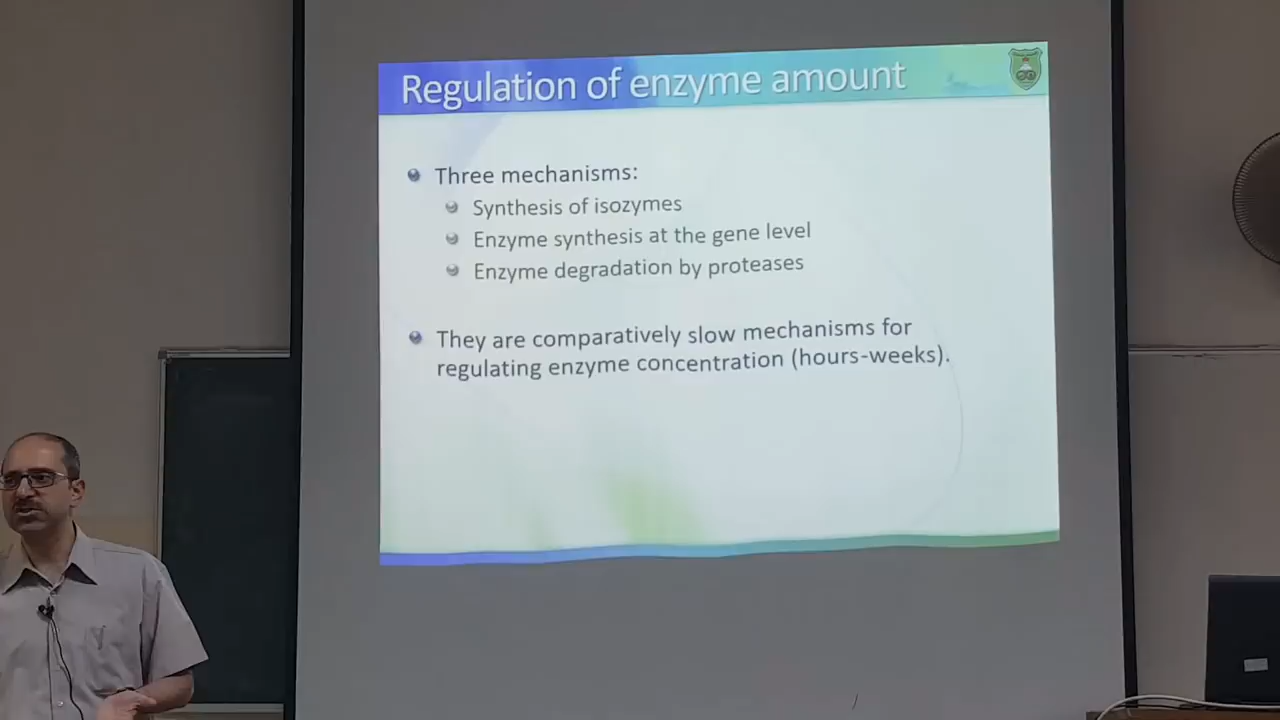 Regulation of enzyme amount
Three mechanisms:
Synthesis of isozymes
Enzyme synthesis at the gene level
Enzyme degradation by proteases
They are comparatively slow mechanisms for
regulating enzyme concentration (hours-weeks).